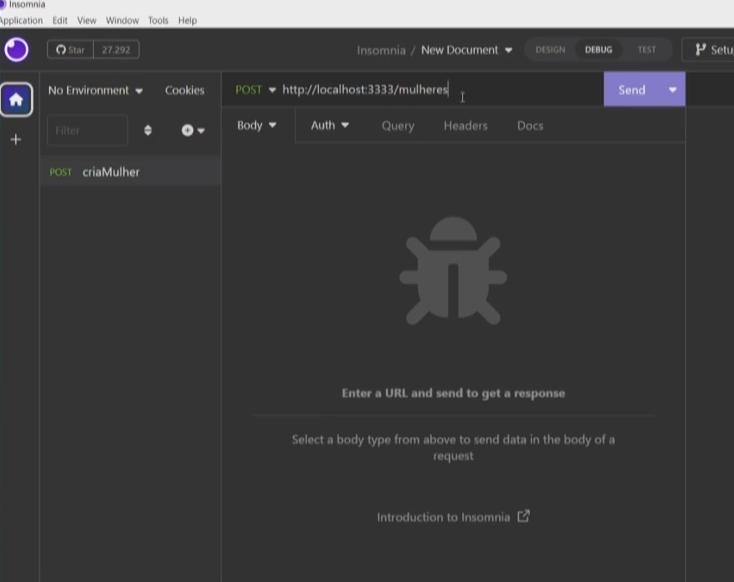 Insomnia
Application Edit View Window Tools Help
Star 27.292 Insomnia / New Document DESIGN DEBUG TEST Setu
No Environment Cookies POST http://localhost:3333/mulheres Send
Filter Body Auth Query Headers Docs
POST criaMulher
Enter a URL and send to get a response
Select a body type from above to send data in the body of a
request
Introduction to Insomnia